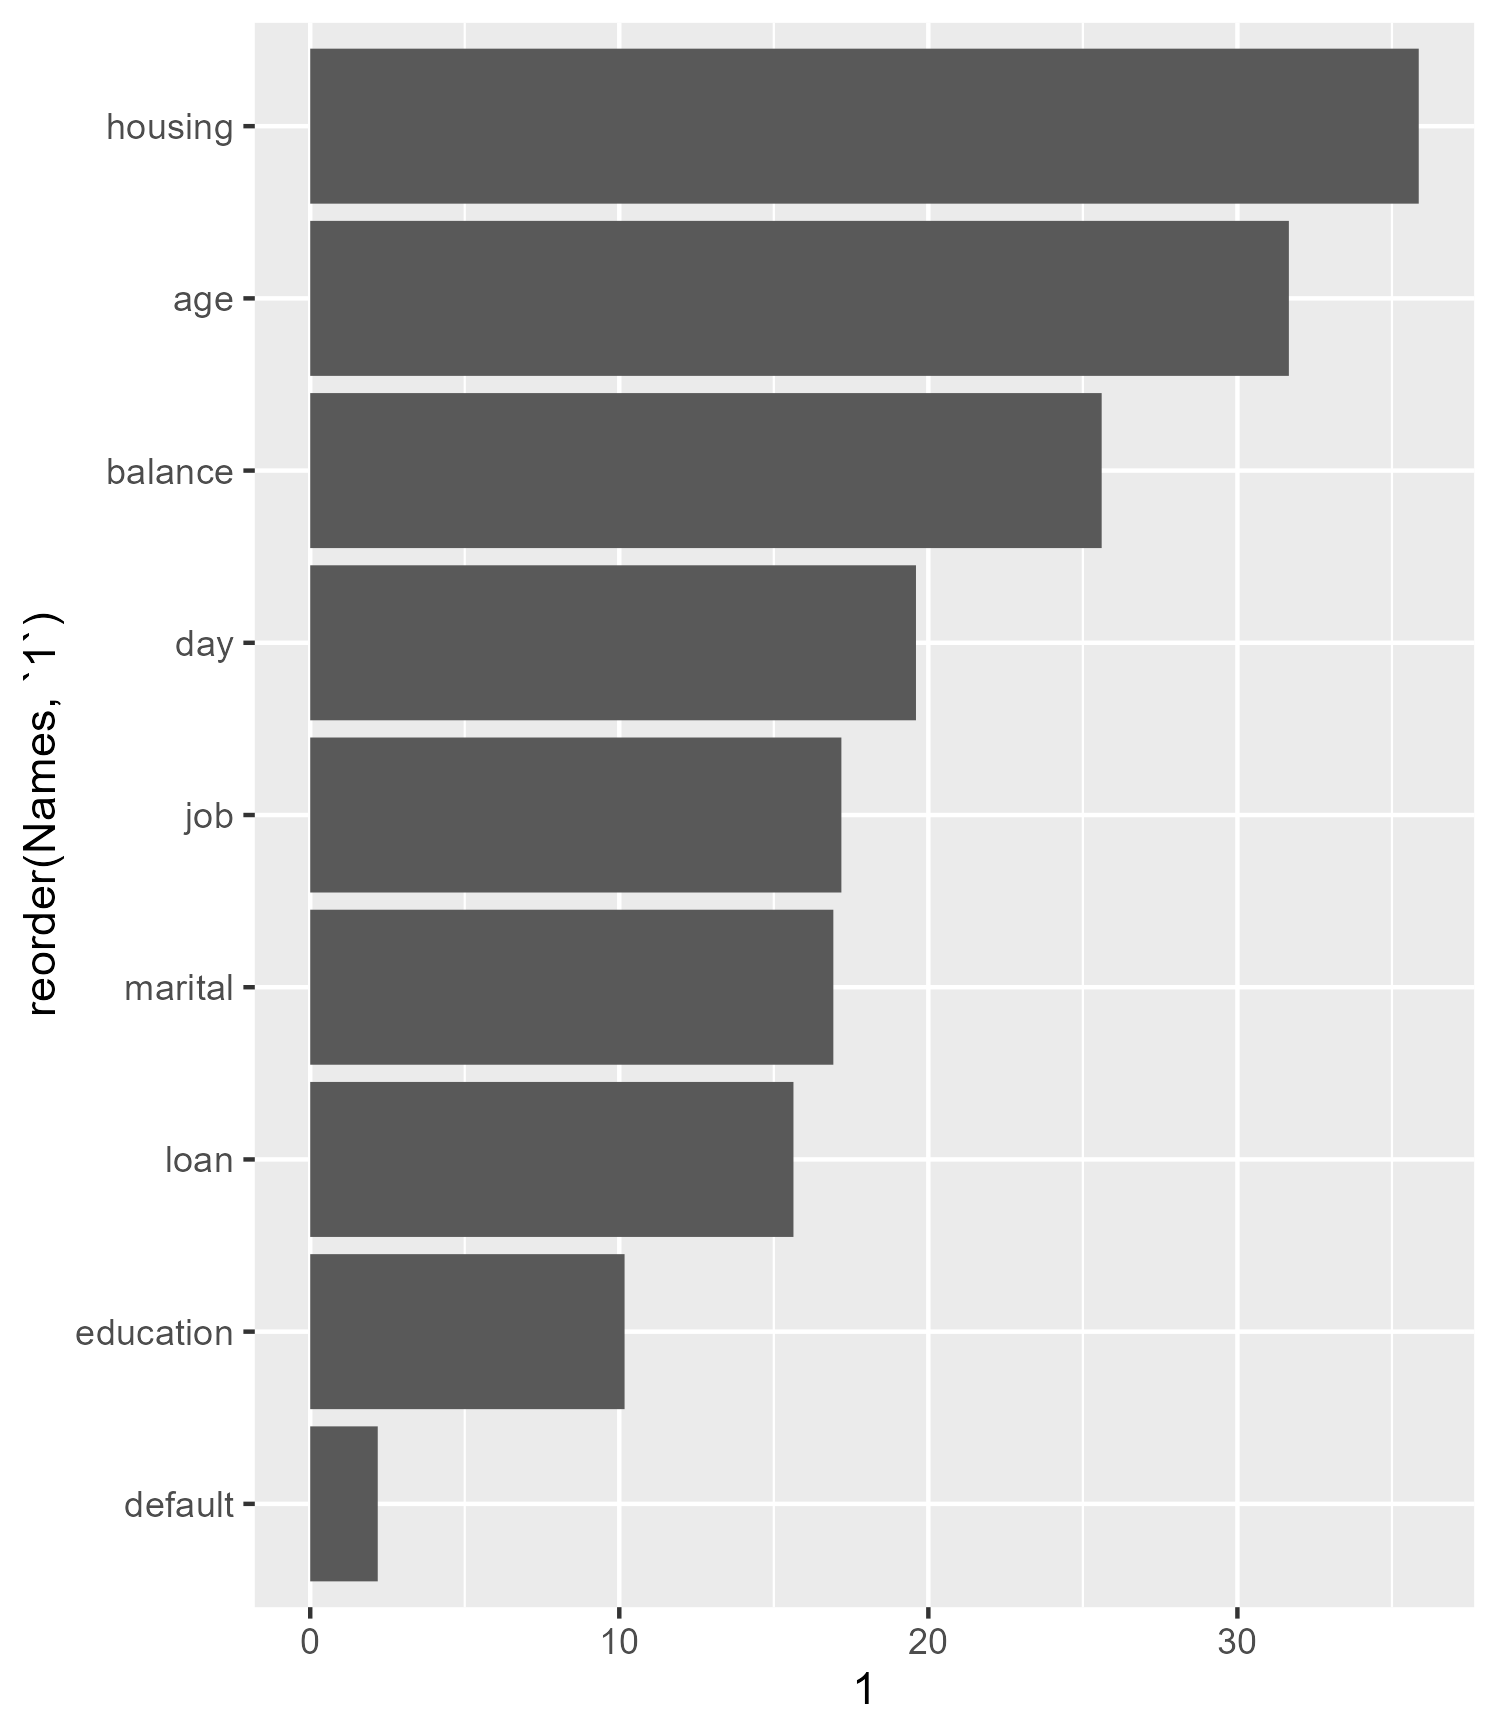 housing
age
balance
day
job
marital
loan
education
default
reorder(Names, `1`)
0 10 20 30
1